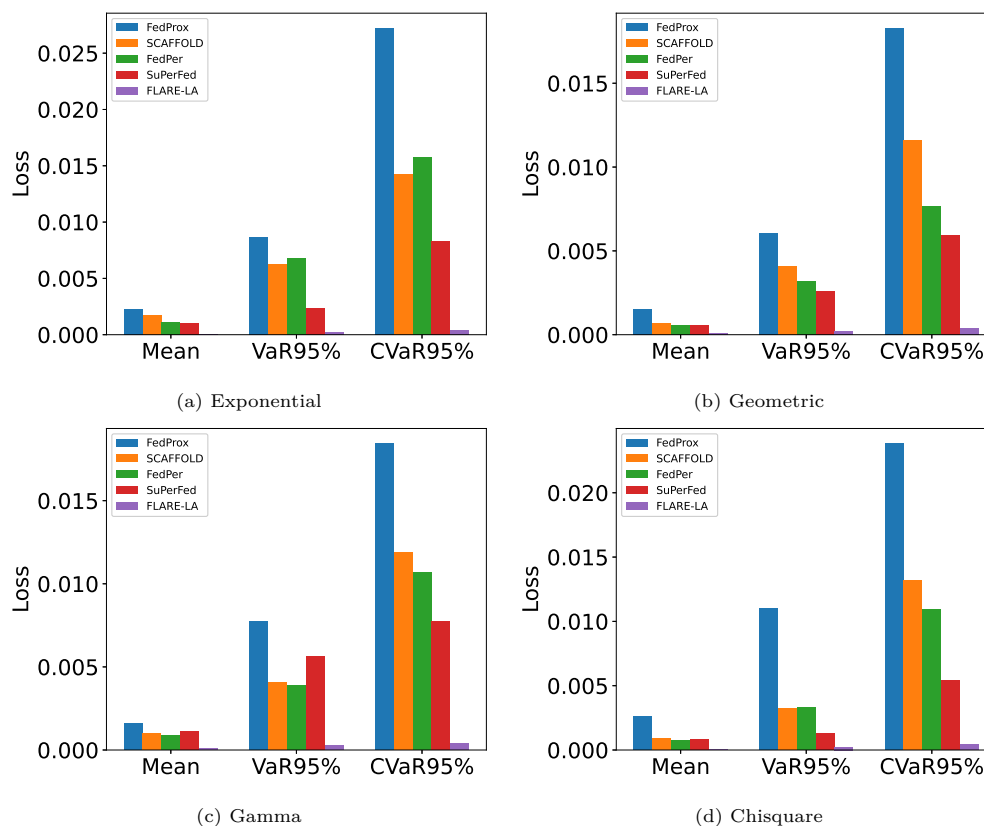 FedProx
SCAFFOLD
FedPer
SuPerFed
FLARE-LA
0.025
0.020
0.015
0.010
0.005
0.000
Loss
Mean VaR95% CVaR95%
(a) Exponential
FedProx
SCAFFOLD
FedPer
SuPerFed
FLARE-LA
0.015
0.010
0.005
0.000
Loss
Mean VaR95% CVaR95%
(b) Geometric
FedProx
SCAFFOLD
FedPer
SuPerFed
FLARE-LA
0.015
0.010
0.005
0.000
Loss
Mean VaR95% CVaR95%
(c) Gamma
FedProx
SCAFFOLD
FedPer
SuPerFed
FLARE-LA
0.020
0.015
0.010
0.005
0.000
Loss
Mean VaR95% CVaR95%
(d) Chisquare